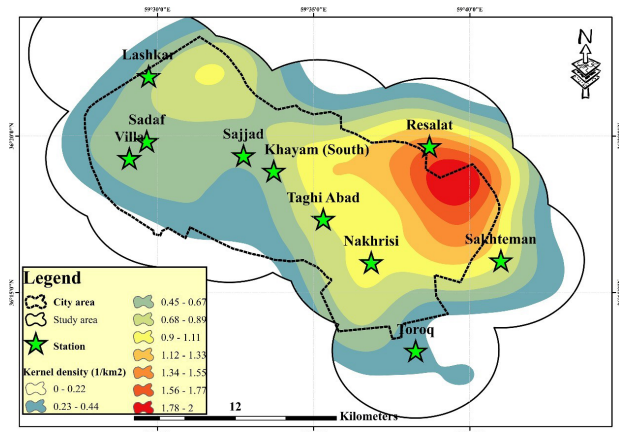 59°30'0"E 59°35'0"E 59°40'0"E
N
Lashkar
Sadaf
Villa
Sajjad
Khayam (South)
Resalat
Taghi Abad
Nakhrisi
Sakhteman
Toroq
Legend
City area
Study area
Station
Kernel density (1/km2)
0 - 0.22
0.23 - 0.44
0.45 - 0.67
0.68 - 0.89
0.9 - 1.11
1.12 - 1.33
1.34 - 1.55
1.56 - 1.77
1.78 - 2
12
Kilometers